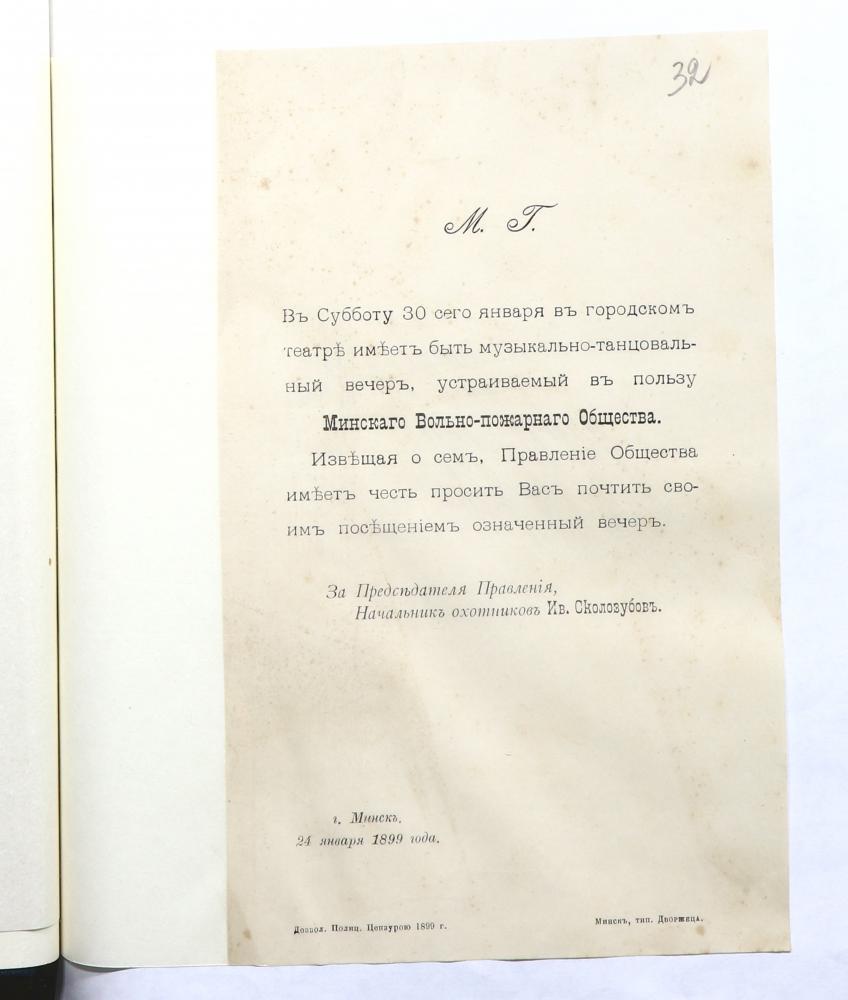 32
М. Г.
Въ Субботу 30 сего января въ городскомъ
театрѣ имѣетъ быть музыкально-танцоваль-
ный вечеръ, устраиваемый въ пользу
Минскаго Вольно-пожарнаго Общества.
Извѣщая о семъ, Правленіе Общества
имѣетъ честь просить Васъ почтить сво-
имъ посѣщеніемъ означенный вечеръ.
За Предсѣдателя Правленія,
Начальникъ охотниковъ Ив. Сколозубовъ.
г. Минскъ.
24 января 1899 года.
Дозвол. Полиц. Цензурою 1899 г.
Минскъ, тип. Дворжеца.